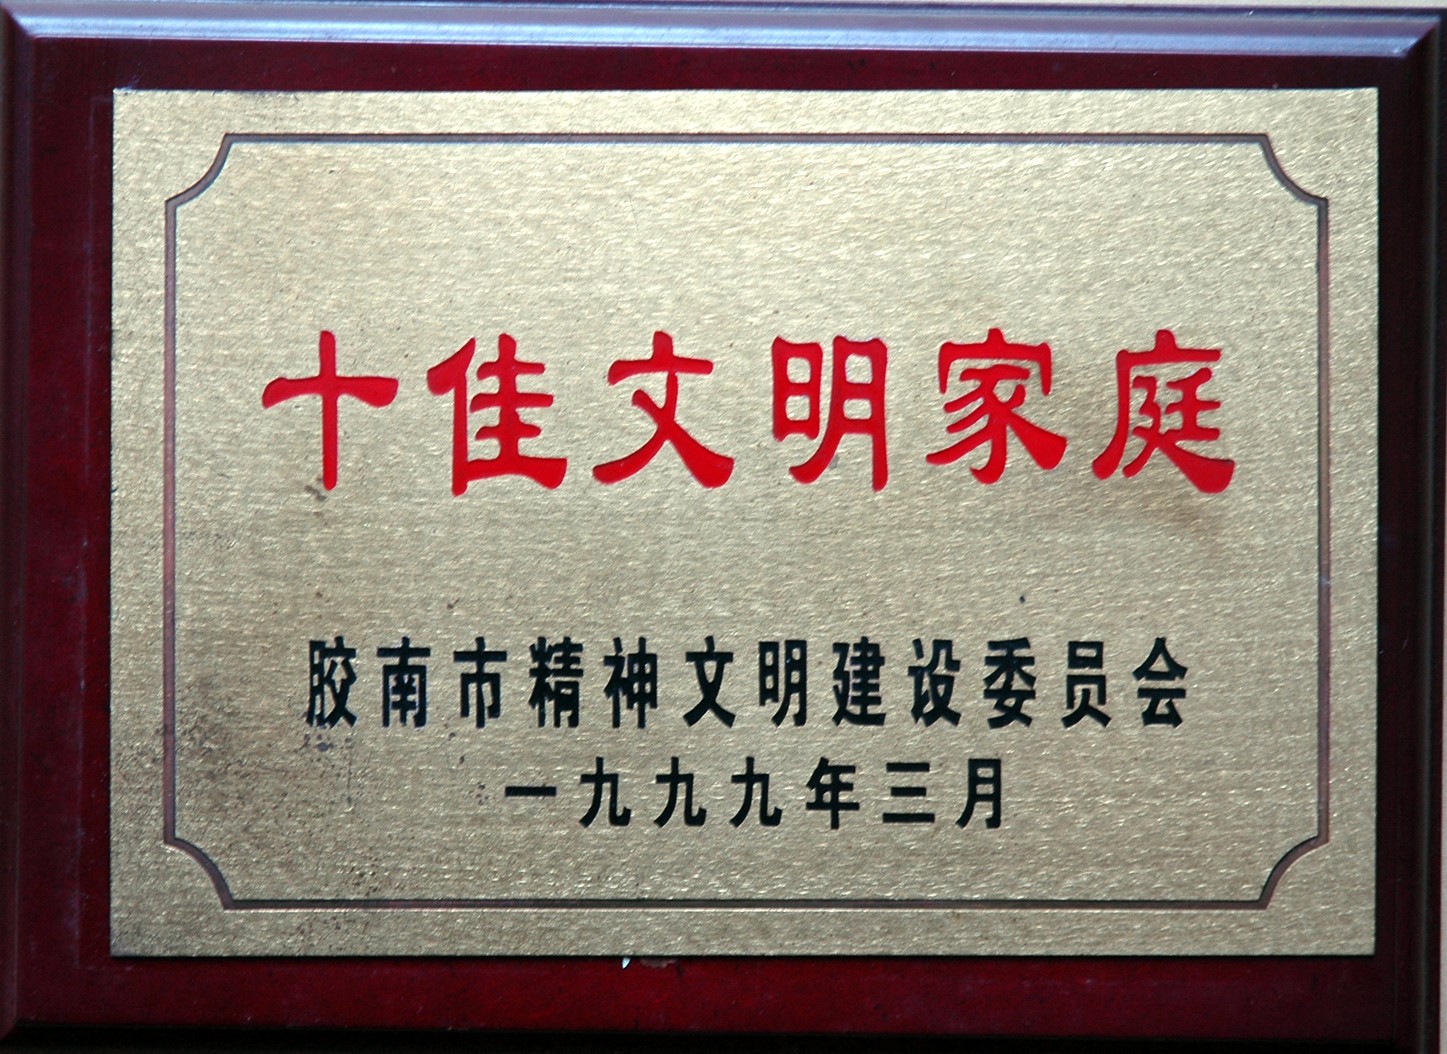 十佳文明家庭
胶南市精神文明建设委员会
一九九九年三月